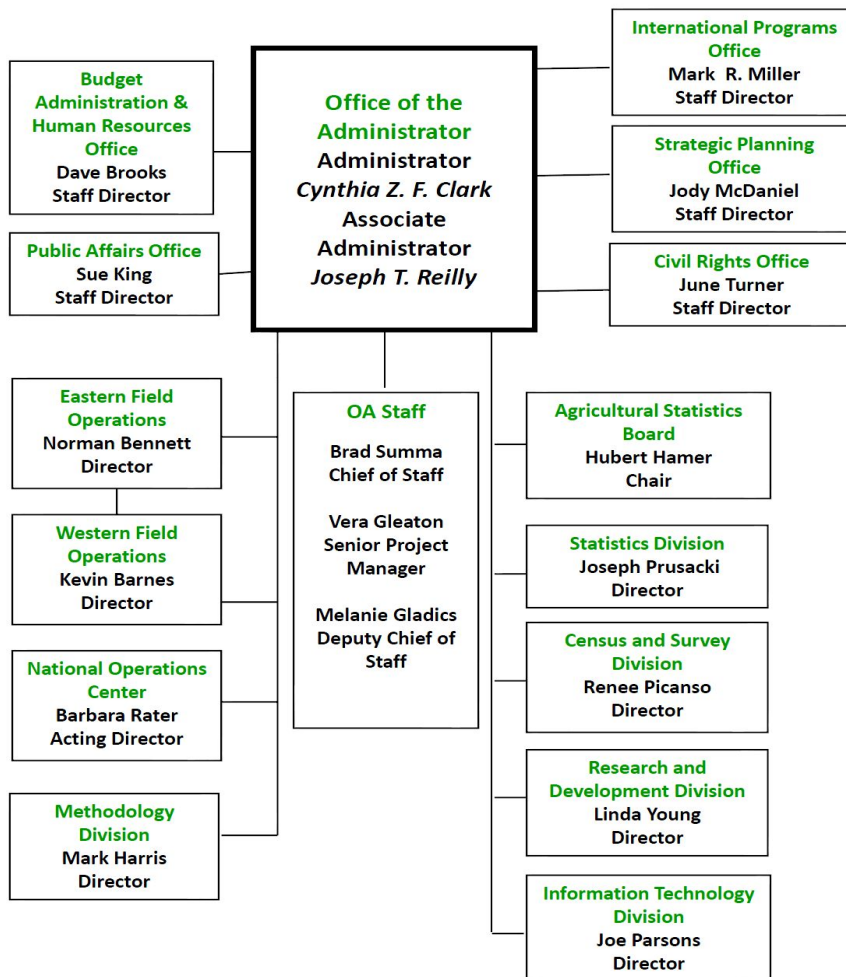 Budget
Administration &
Human Resources
Office
Dave Brooks
Staff Director
Public Affairs Office
Sue King
Staff Director
Office of the
Administrator
Administrator
Cynthia Z. F. Clark
Associate
Administrator
Joseph T. Reilly
International Programs
Office
Mark R. Miller
Staff Director
Strategic Planning
Office
Jody McDaniel
Staff Director
Civil Rights Office
June Turner
Staff Director
Eastern Field
Operations
Norman Bennett
Director
Western Field
Operations
Kevin Barnes
Director
National Operations
Center
Barbara Rater
Acting Director
Methodology
Division
Mark Harris
Director
OA Staff
Brad Summa
Chief of Staff
Vera Gleaton
Senior Project
Manager
Melanie Gladics
Deputy Chief of
Staff
Agricultural Statistics
Board
Hubert Hamer
Chair
Statistics Division
Joseph Prusacki
Director
Census and Survey
Division
Renee Picanso
Director
Research and
Development Division
Linda Young
Director
Information Technology
Division
Joe Parsons
Director